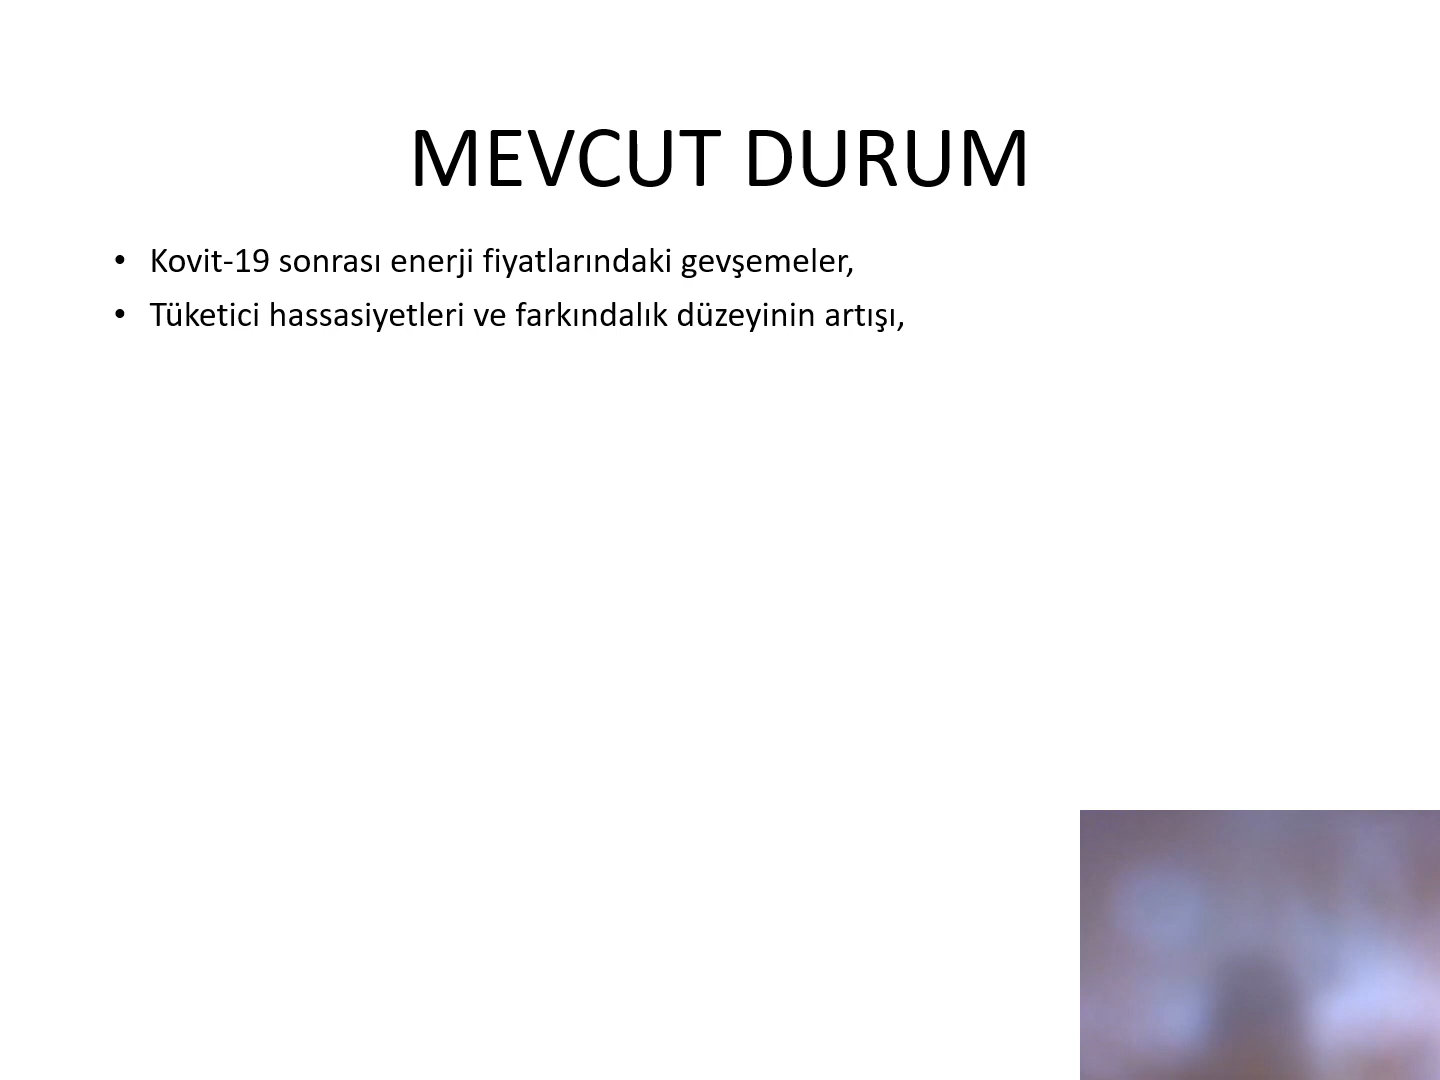 MEVCUT DURUM
• Kovit-19 sonrası enerji fiyatlarındaki gevşemeler,
• Tüketici hassasiyetleri ve farkındalık düzeyinin artışı,